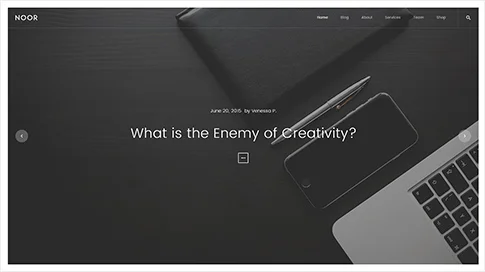 NOOR
Home Blog About Services Team Shop
June 20, 2015 by Venessa P.
What is the Enemy of Creativity?